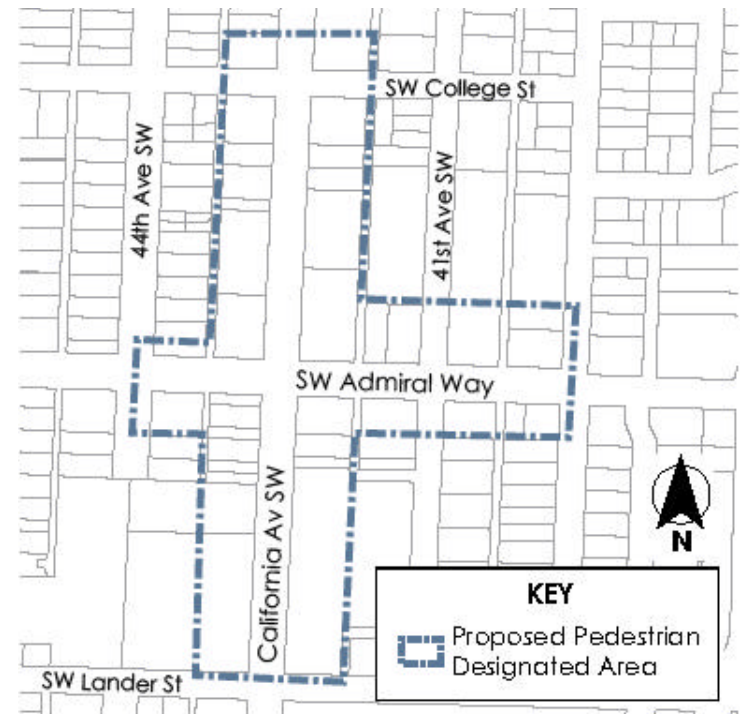 SW College St
44th Ave SW
41st Ave SW
SW Admiral Way
California Av SW
N
KEY
Proposed Pedestrian
Designated Area
SW Lander St